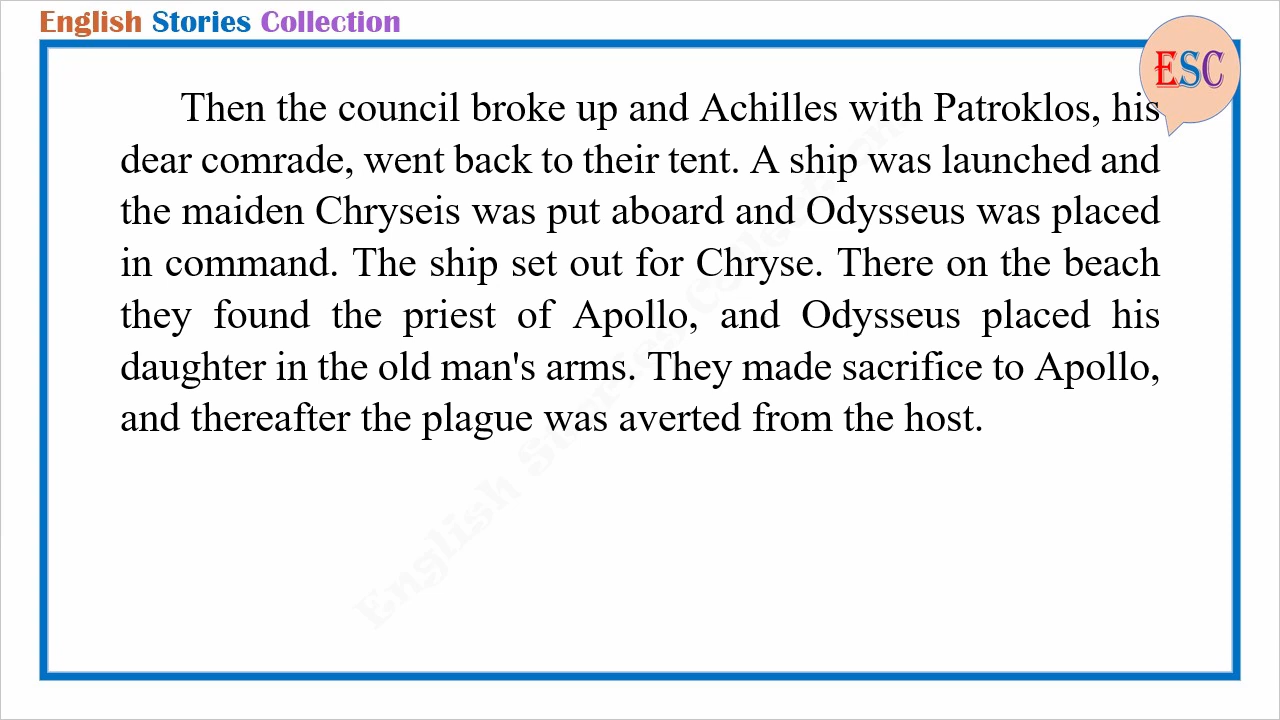 English Stories Collection
ESC
Then the council broke up and Achilles with Patroklos, his
dear comrade, went back to their tent. A ship was launched and
the maiden Chryseis was put aboard and Odysseus was placed
in command. The ship set out for Chryse. There on the beach
they found the priest of Apollo, and Odysseus placed his
daughter in the old man's arms. They made sacrifice to Apollo,
and thereafter the plague was averted from the host.
English Stories Collection